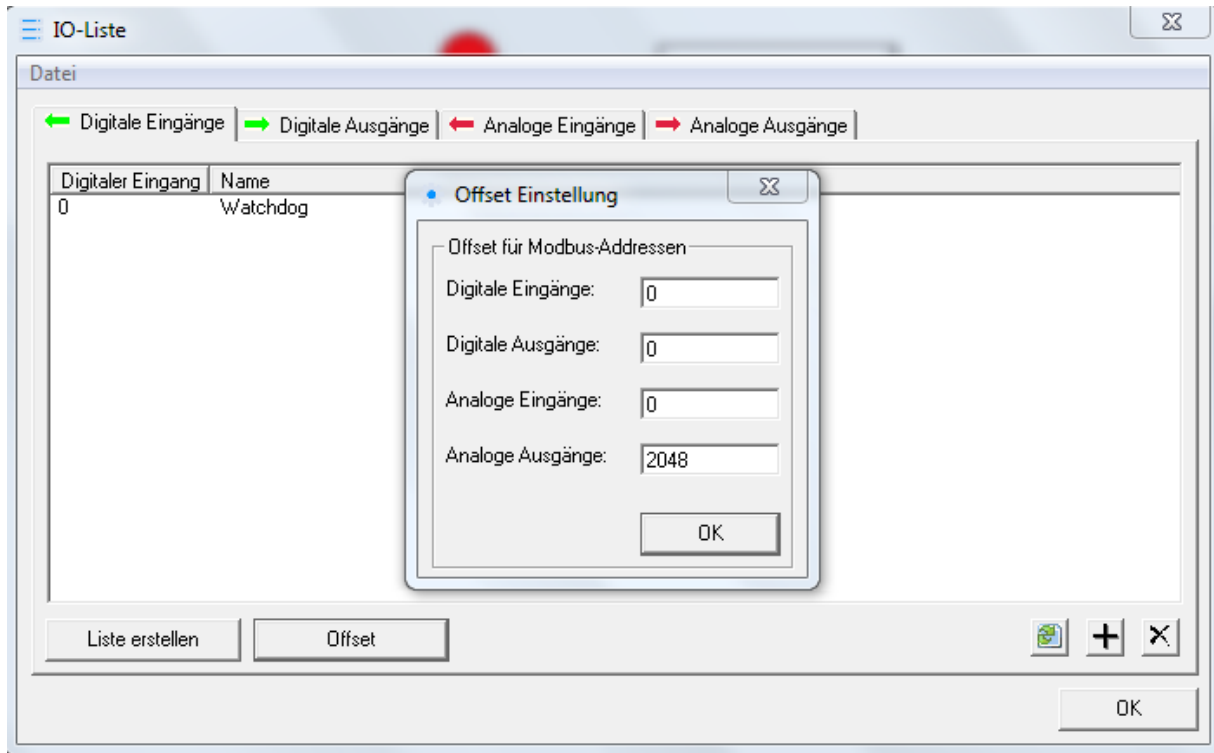 IO-Liste
Datei
Digitale Eingänge Digitale Ausgänge Analoge Eingänge Analoge Ausgänge
Digitaler Eingang Name
0 Watchdog
Offset Einstellung
Offset für Modbus-Addressen
Digitale Eingänge: 0
Digitale Ausgänge: 0
Analoge Eingänge: 0
Analoge Ausgänge: 2048
OK
Liste erstellen Offset
OK